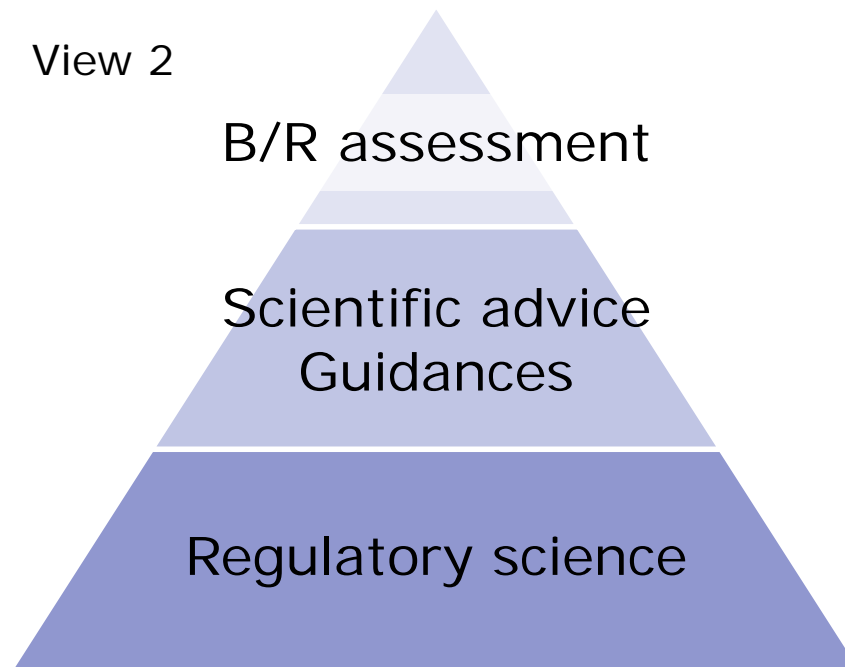 View 2
B/R assessment
Scientific advice
Guidances
Regulatory science